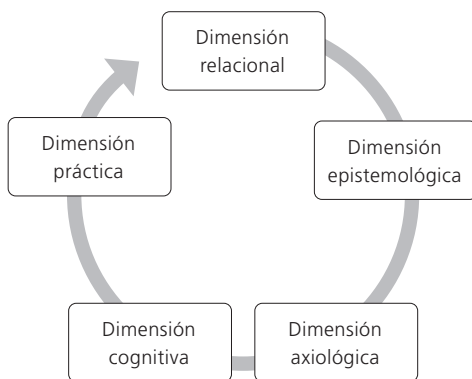 Dimensión
relacional
Dimensión
epistemológica
Dimensión
axiológica
Dimensión
cognitiva
Dimensión
práctica